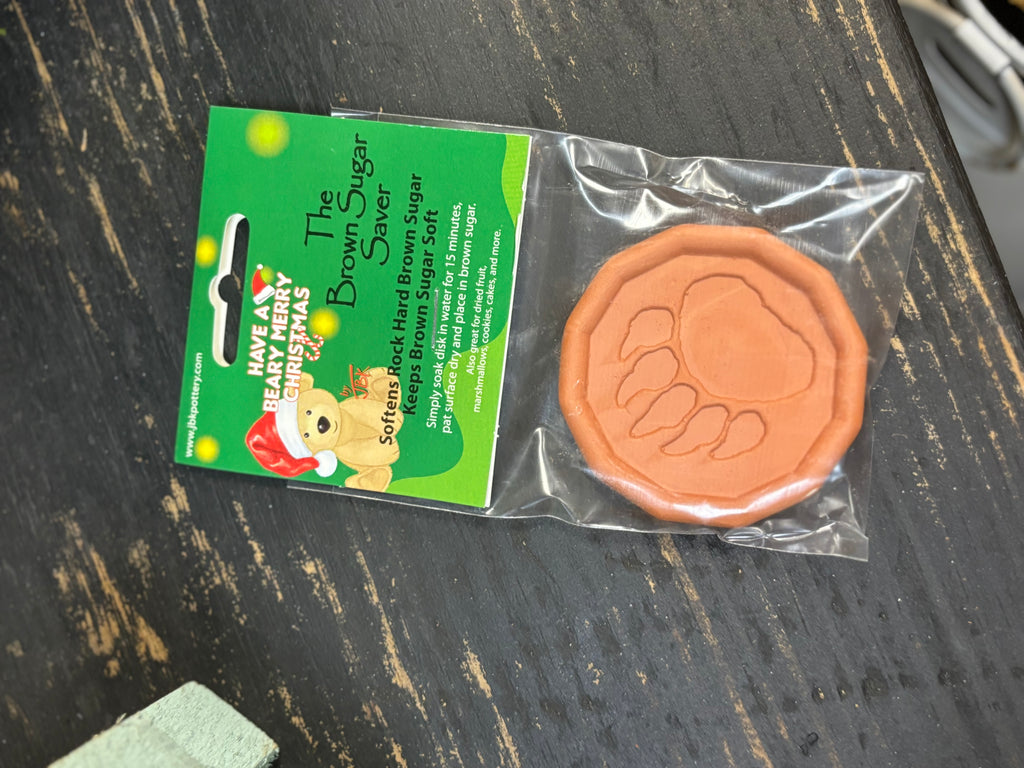 www.jbkpottery.com
HAVE A
BEARY MERRY
CHRISTMAS
The
Brown Sugar
Saver
by
JBK
Softens Rock Hard Brown Sugar
Keeps Brown Sugar Soft
Simply soak disk in water for 15 minutes,
pat surface dry and place in brown sugar.
Also great for dried fruit,
marshmallows, cookies, cakes, and more.